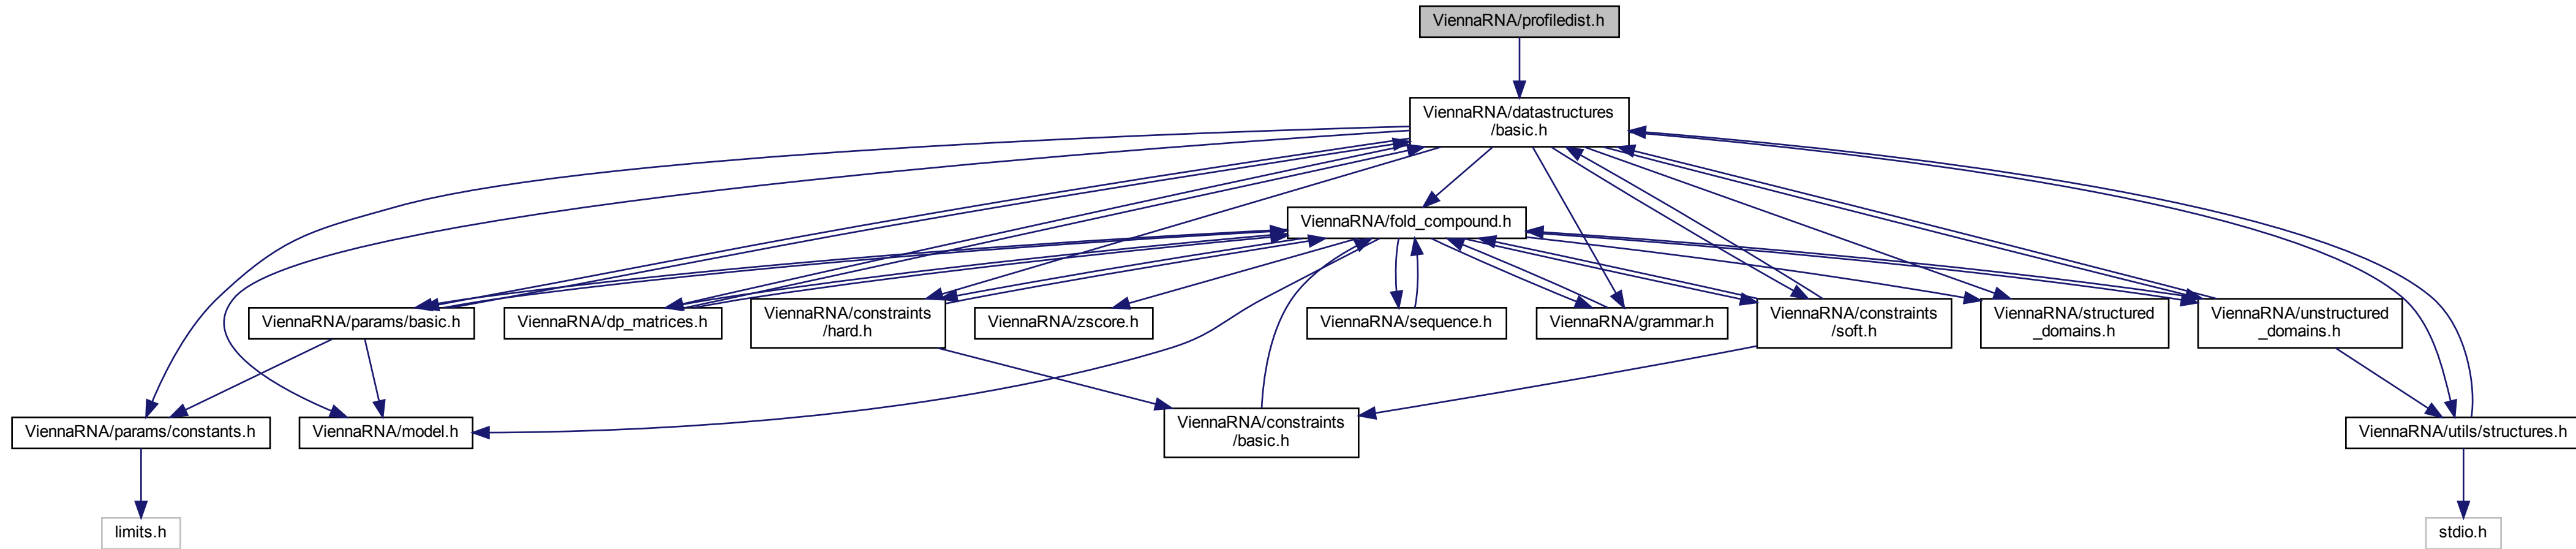 ViennaRNA/profiledist.h
ViennaRNA/datastructures
/basic.h
ViennaRNA/fold_compound.h
ViennaRNA/params/basic.h
ViennaRNA/dp_matrices.h
ViennaRNA/constraints
/hard.h
ViennaRNA/zscore.h
ViennaRNA/sequence.h
ViennaRNA/grammar.h
ViennaRNA/constraints
/soft.h
ViennaRNA/structured
_domains.h
ViennaRNA/unstructured
_domains.h
ViennaRNA/params/constants.h
ViennaRNA/model.h
ViennaRNA/constraints
/basic.h
ViennaRNA/utils/structures.h
limits.h
stdio.h